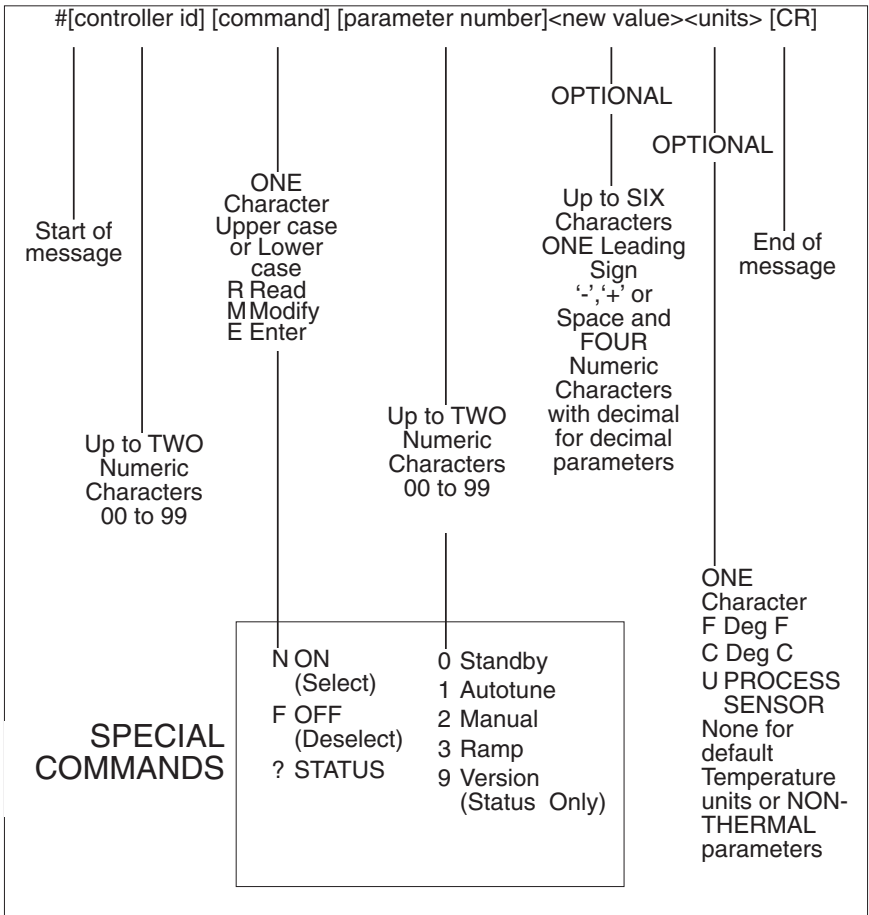 #[controller id] [command] [parameter number]<new value><units> [CR]
OPTIONAL
OPTIONAL
Start of
message
Up to TWO
Numeric
Characters
00 to 99
ONE
Character
Upper case
or Lower
case
R Read
M Modify
E Enter
Up to TWO
Numeric
Characters
00 to 99
Up to SIX
Characters
ONE Leading
Sign
‘-’,‘+’ or
Space and
FOUR
Numeric
Characters
with decimal
for decimal
parameters
End of
message
ONE
Character
F Deg F
C Deg C
U PROCESS
SENSOR
None for
default
Temperature
units or NON-
THERMAL
parameters
SPECIAL
COMMANDS
N ON
(Select)
F OFF
(Deselect)
? STATUS
0 Standby
1 Autotune
2 Manual
3 Ramp
9 Version
(Status Only)